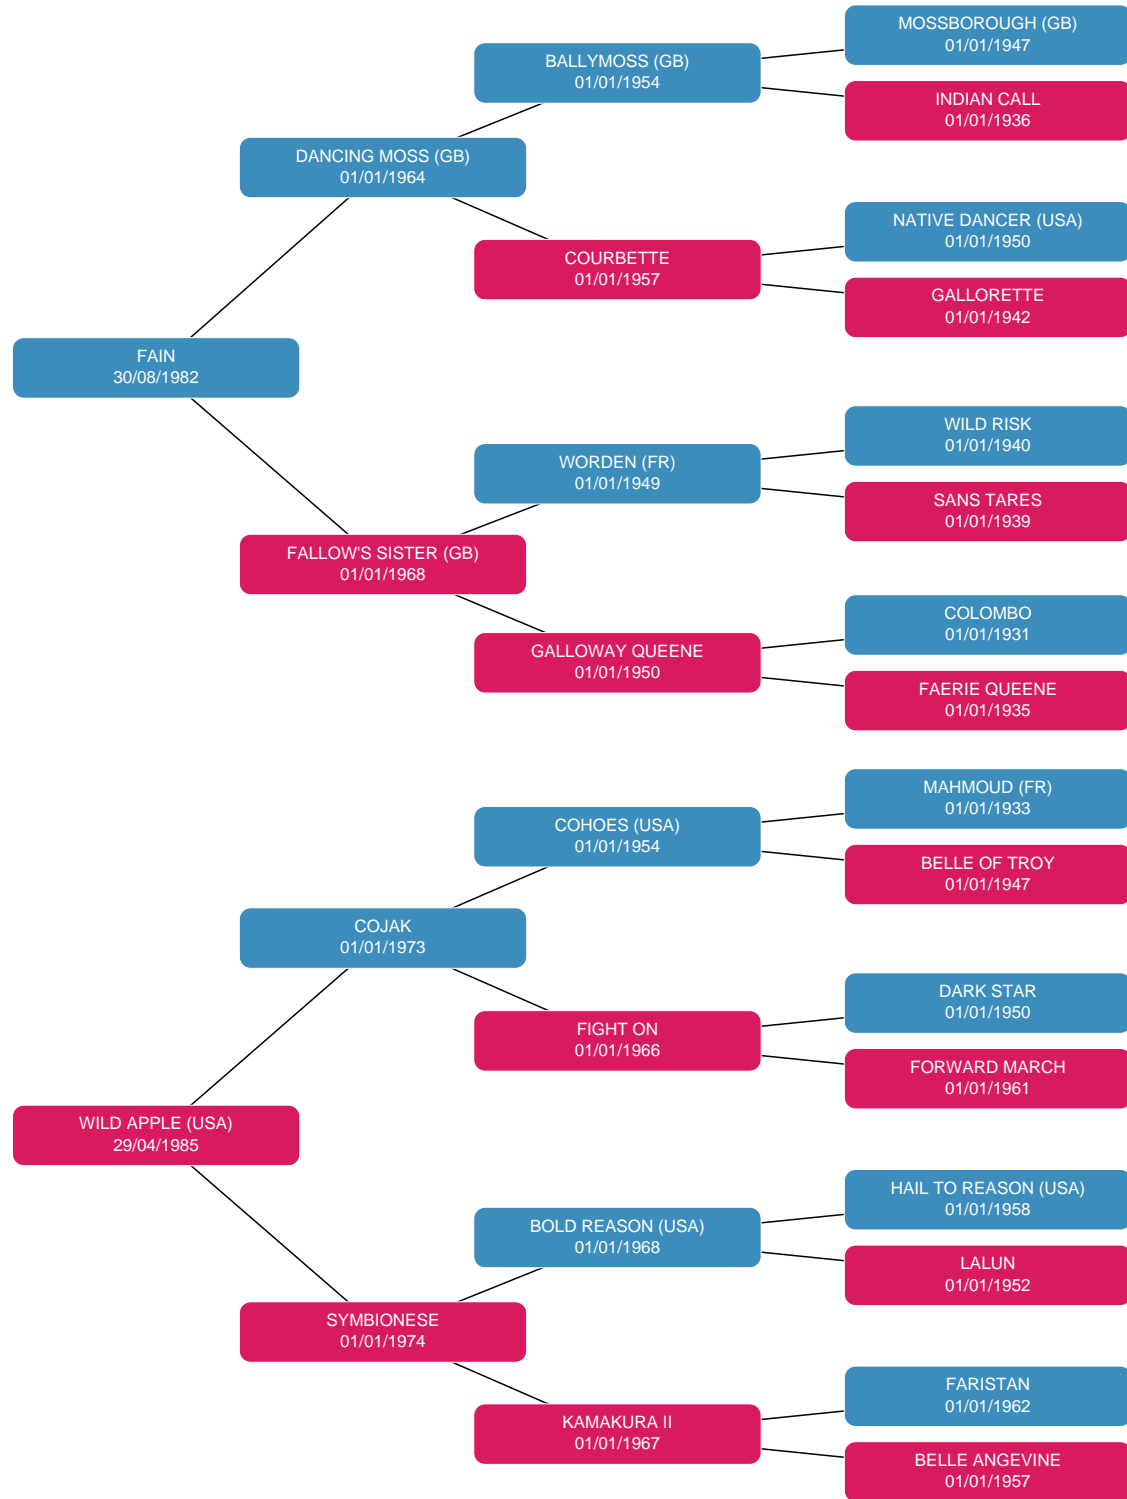 MOSSBOROUGH (GB)
01/01/1947
BALLYMOSS (GB)
01/01/1954
INDIAN CALL
01/01/1936
DANCING MOSS (GB)
01/01/1964
NATIVE DANCER (USA)
01/01/1950
COURBETTE
01/01/1957
GALLORETTE
01/01/1942
FAIN
30/08/1982
WILD RISK
01/01/1940
WORDEN (FR)
01/01/1949
SANS TARES
01/01/1939
FALLOW'S SISTER (GB)
01/01/1968
COLOMBO
01/01/1931
GALLOWAY QUEENE
01/01/1950
FAERIE QUEENE
01/01/1935
MAHMOUD (FR)
01/01/1933
COHOES (USA)
01/01/1954
BELLE OF TROY
01/01/1947
COJAK
01/01/1973
DARK STAR
01/01/1950
FIGHT ON
01/01/1966
FORWARD MARCH
01/01/1961
WILD APPLE (USA)
29/04/1985
HAIL TO REASON (USA)
01/01/1958
BOLD REASON (USA)
01/01/1968
LALUN
01/01/1952
SYMBIONESE
01/01/1974
FARISTAN
01/01/1962
KAMAKURA II
01/01/1967
BELLE ANGEVINE
01/01/1957